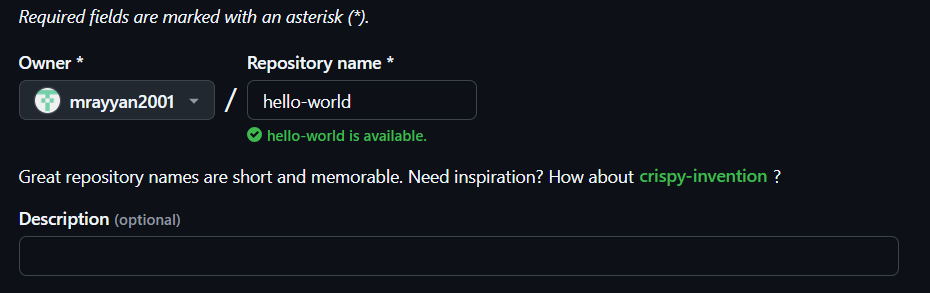 Required fields are marked with an asterisk (*).
Owner * Repository name *
mrayyan2001 / hello-world
hello-world is available.
Great repository names are short and memorable. Need inspiration? How about crispy-invention ?
Description (optional)